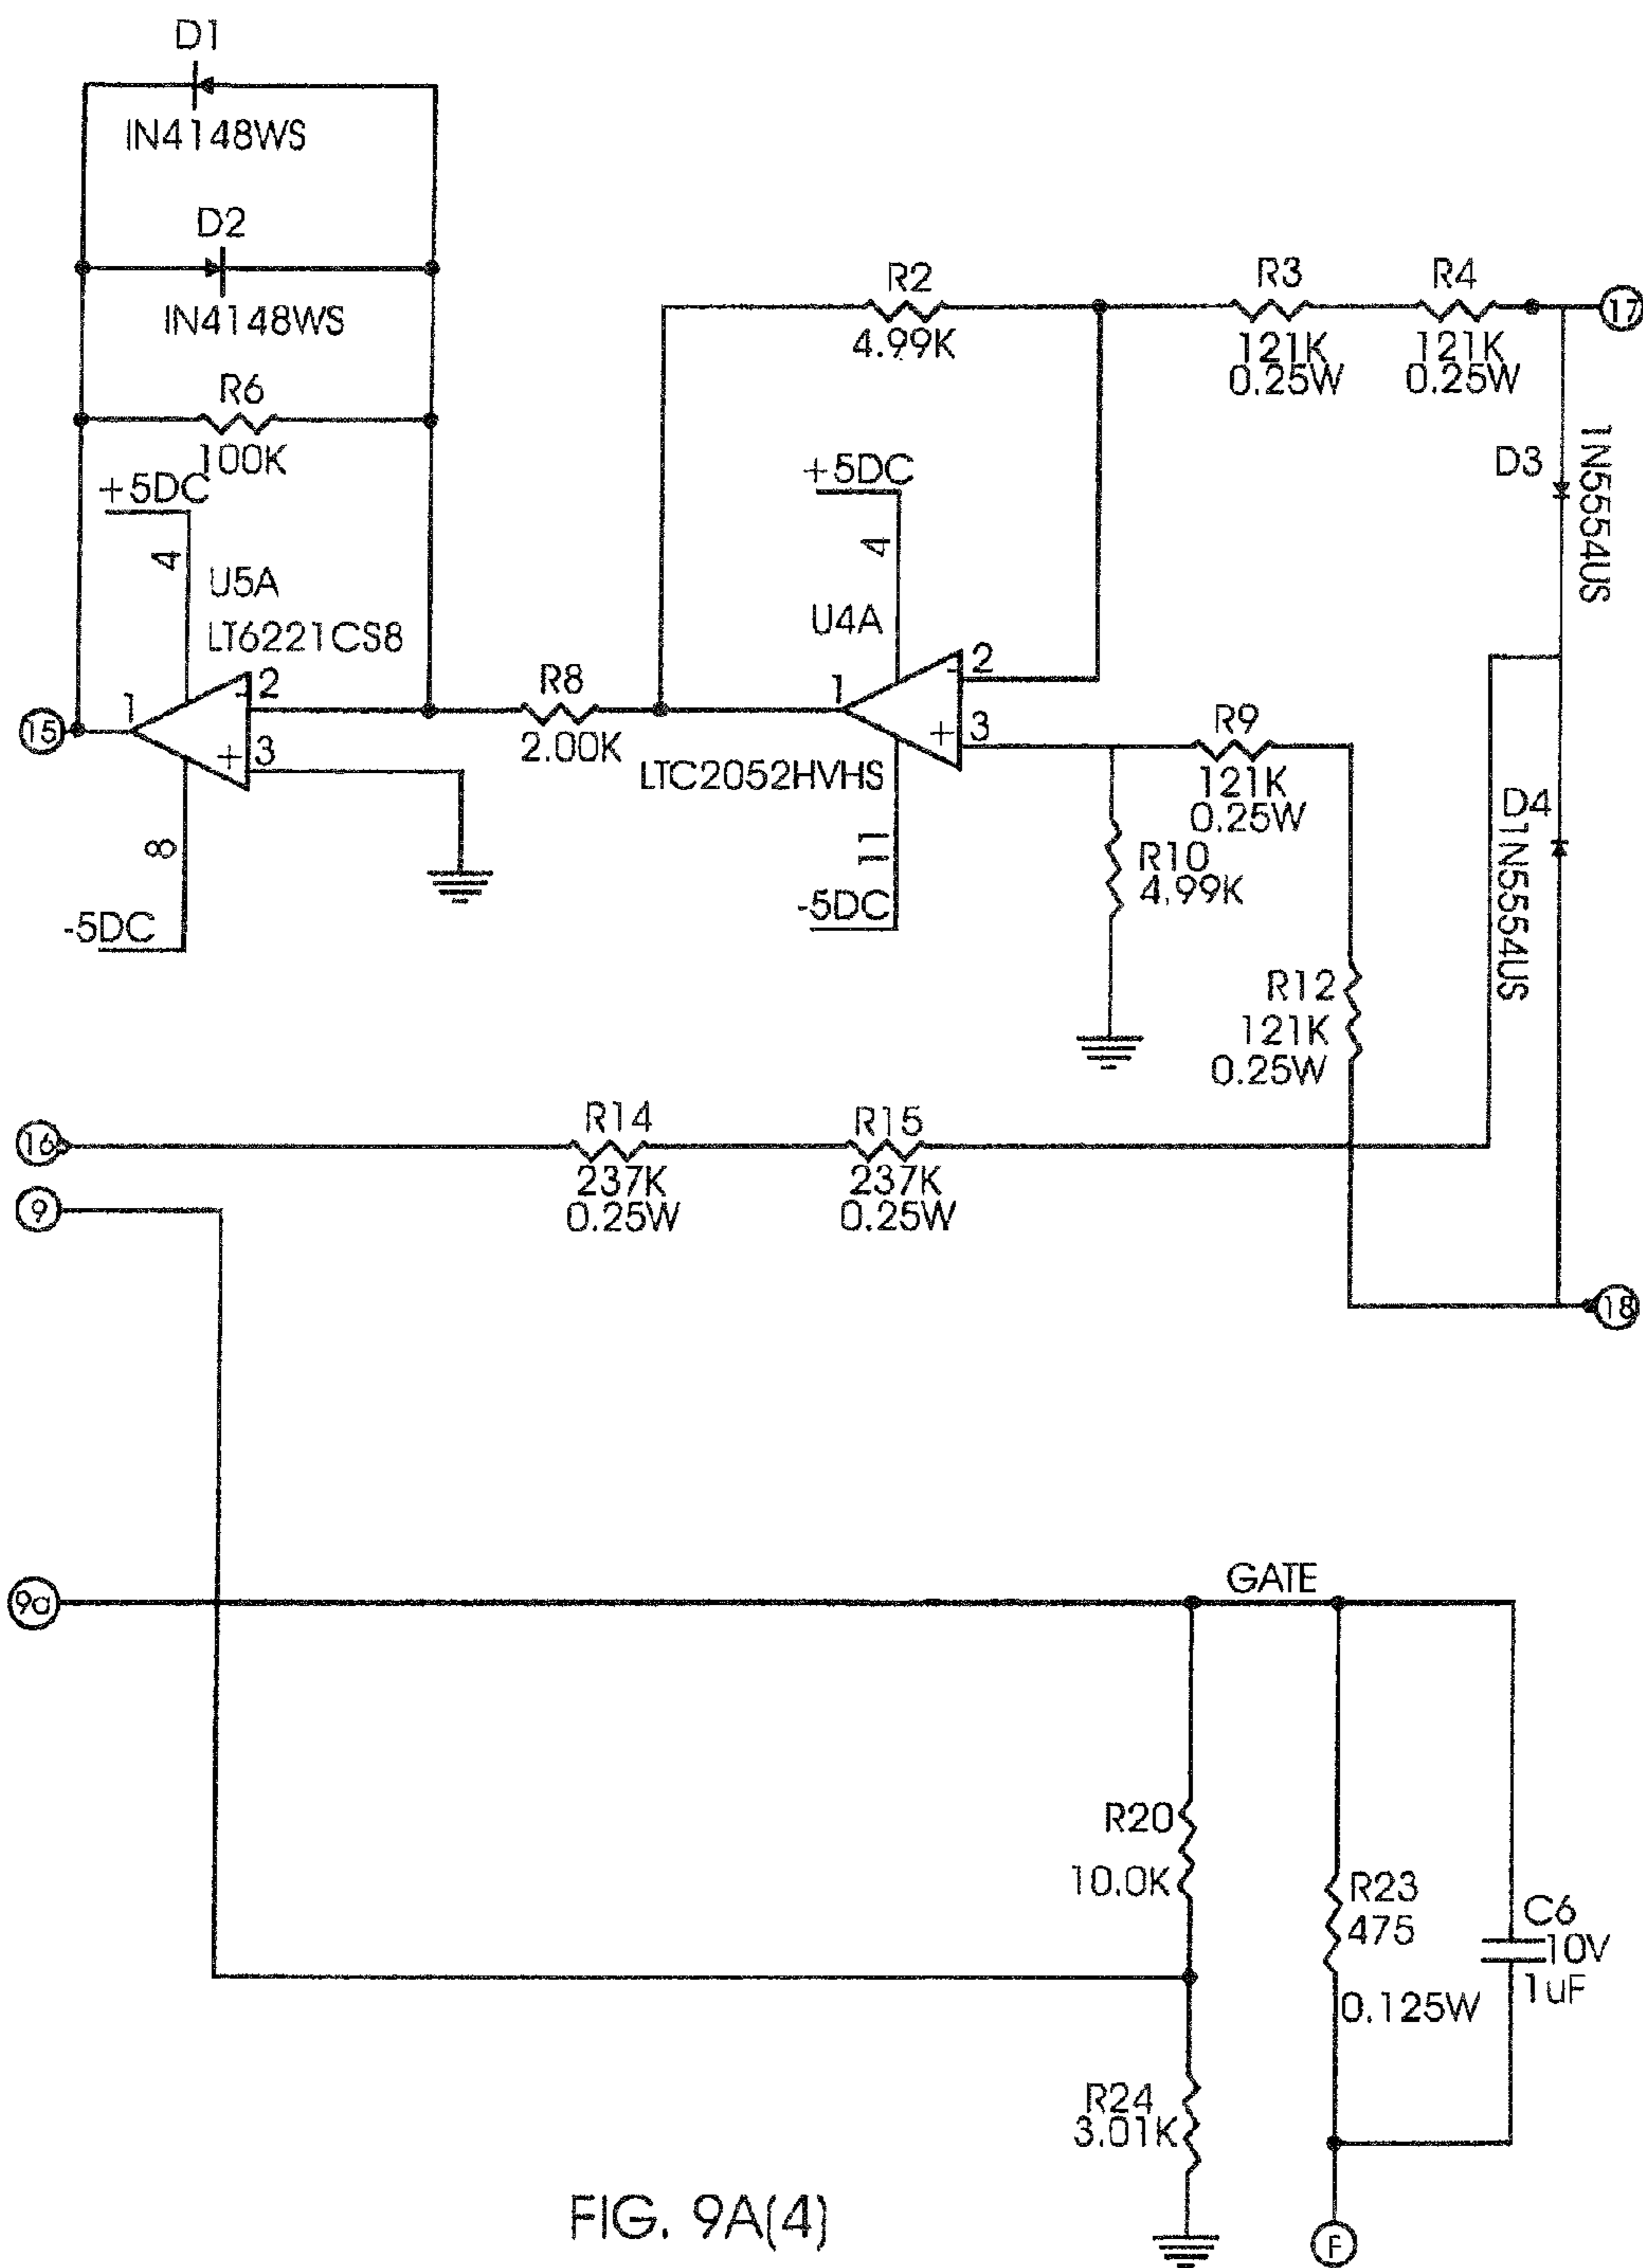 D1
IN4148WS
D2
IN4148WS
R6
100K
+5DC
4
U5A
LT6221CS8
2
1
+3
15
8
-5DC
R8
2.00K
R2
4.99K
R3
121K
0.25W
R4
121K
0.25W
17
+5DC
4
U4A
2
1
+3
LTC2052HVHS
11
-5DC
R9
121K
0.25W
R10
4.99K
R12
121K
0.25W
D3
1N5554US
D4
D1N5554US
16
R14
237K
0.25W
R15
237K
0.25W
9
18
9a
GATE
R20
10.0K
R23
475
0.125W
C6
10V
1uF
R24
3.01K
F
FIG. 9A(4)